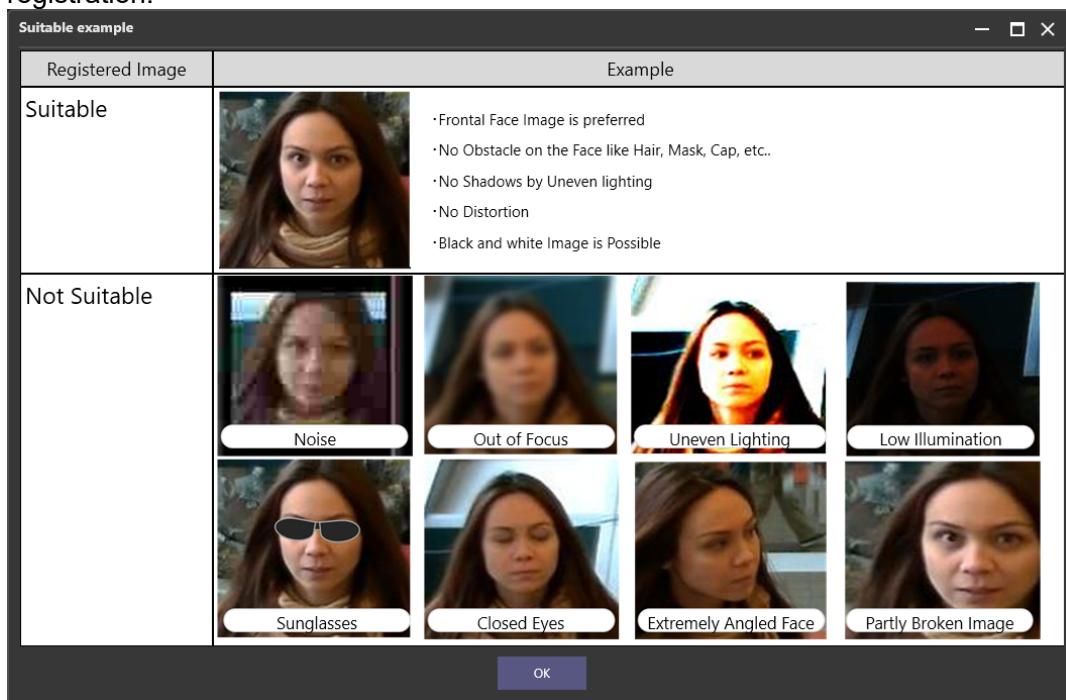 registration.
Suitable example
Registered Image
Example
Suitable
・Frontal Face Image is preferred
・No Obstacle on the Face like Hair, Mask, Cap, etc..
・No Shadows by Uneven lighting
・No Distortion
・Black and white Image is Possible
Not Suitable
Noise
Out of Focus
Uneven Lighting
Low Illumination
Sunglasses
Closed Eyes
Extremely Angled Face
Partly Broken Image
OK